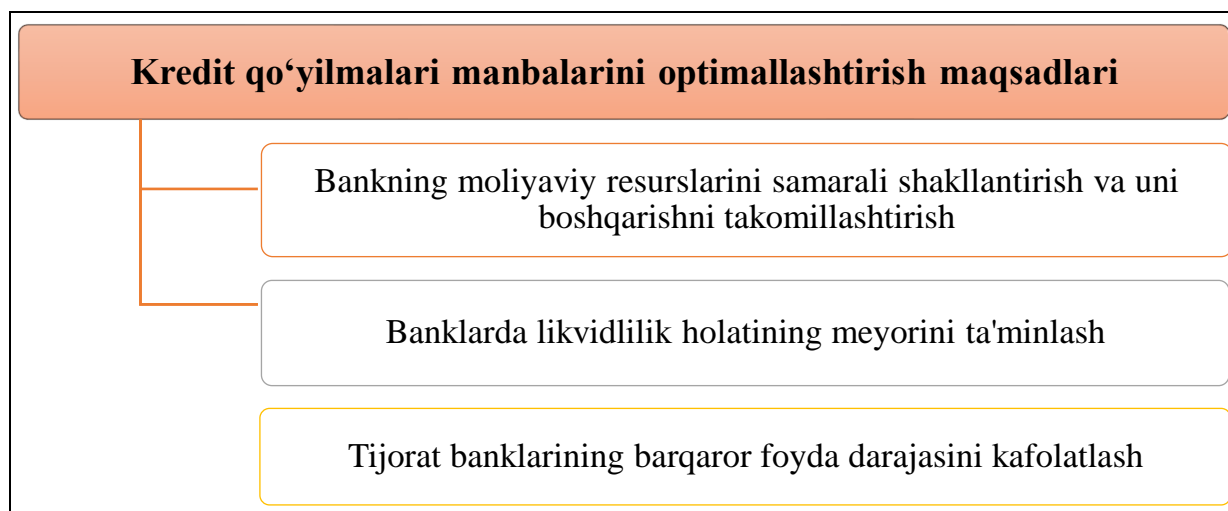 Kredit qo‘yilmalari manbalarini optimallashtirish maqsadlari
Bankning moliyaviy resurslarini samarali shakllantirish va uni
boshqarishni takomillashtirish
Banklarda likvidlilik holatining meyorini ta'minlash
Tijorat banklarining barqaror foyda darajasini kafolatlash